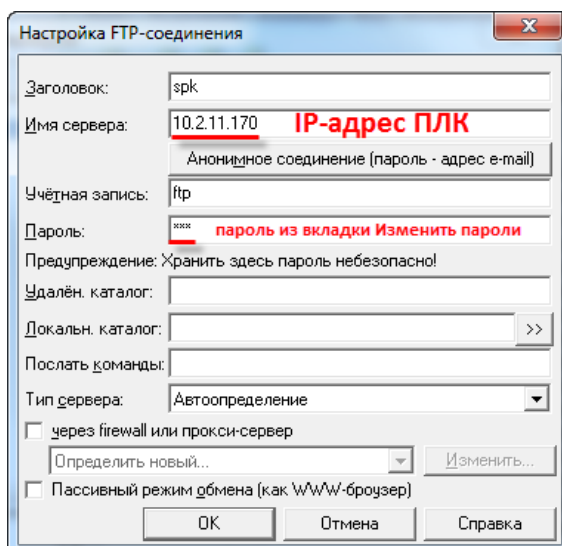 Настройка FTP-соединения
Заголовок: spk
Имя сервера: 10.2.11.170 IP-адрес ПЛК
Анонимное соединение (пароль - адрес e-mail)
Учётная запись: ftp
Пароль: *** пароль из вкладки Изменить пароли
Предупреждение: Хранить здесь пароль небезопасно!
Удалён. каталог:
Локальн. каталог: >>
Послать команды:
Тип сервера: Автоопределение
через firewall или прокси-сервер
Определить новый... Изменить...
Пассивный режим обмена (как WWW-броузер)
OK Отмена Справка